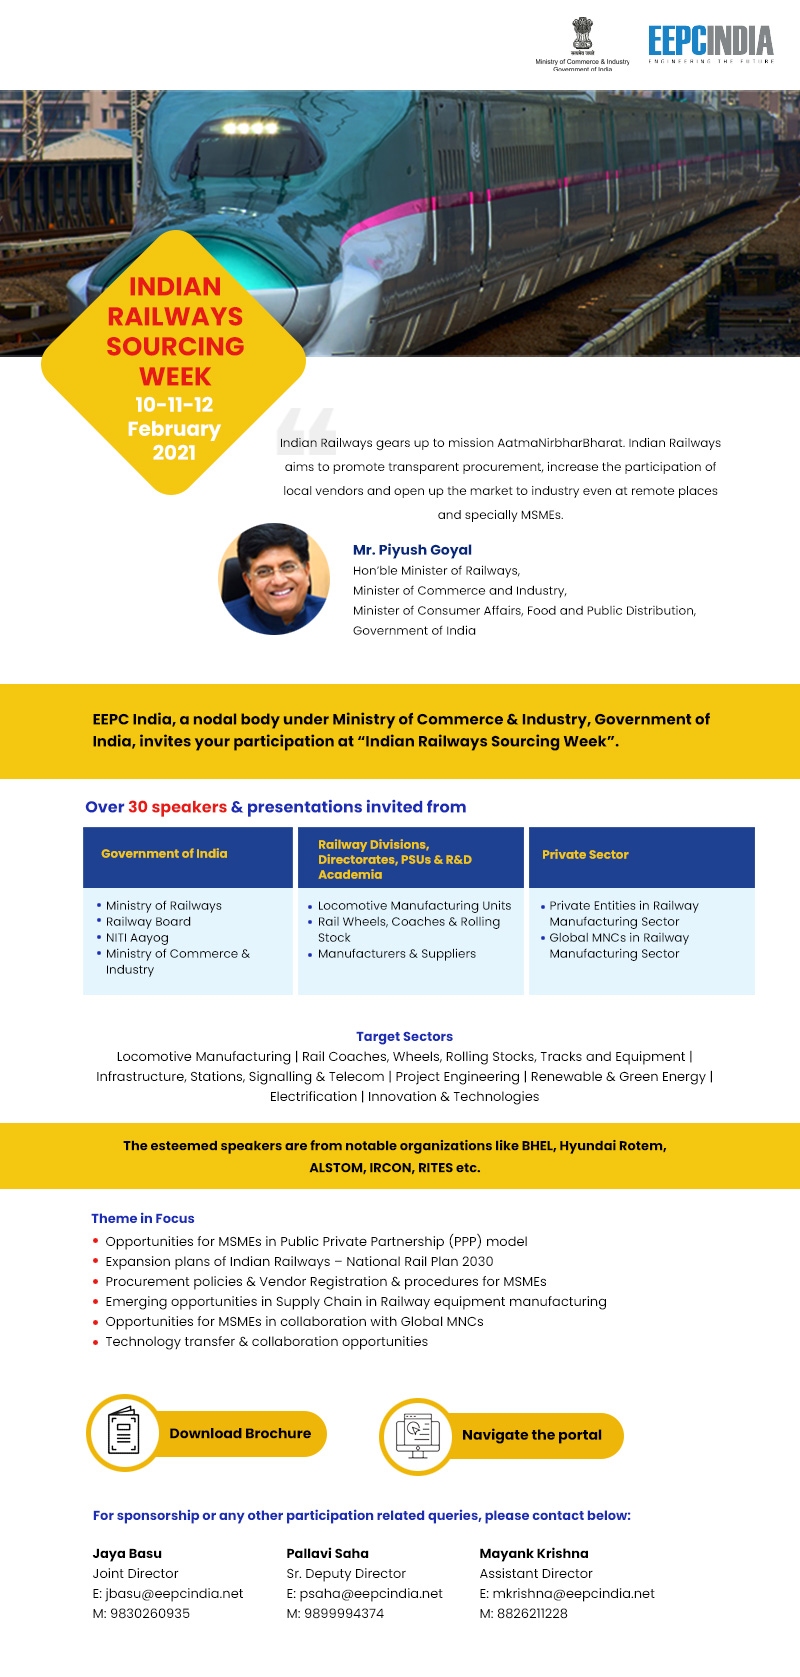 सत्यमेव जयते
Ministry of Commerce & Industry
Government of India
EEPCINDIA
ENGINEERING THE FUTURE
INDIAN
RAILWAYS
SOURCING
WEEK
10-11-12
February
2021
“
Indian Railways gears up to mission AatmaNirbharBharat. Indian Railways
aims to promote transparent procurement, increase the participation of
local vendors and open up the market to industry even at remote places
and specially MSMEs.
Mr. Piyush Goyal
Hon’ble Minister of Railways,
Minister of Commerce and Industry,
Minister of Consumer Affairs, Food and Public Distribution,
Government of India
EEPC India, a nodal body under Ministry of Commerce & Industry, Government of
India, invites your participation at “Indian Railways Sourcing Week”.
Over 30 speakers & presentations invited from
Government of India
• Ministry of Railways
• Railway Board
• NITI Aayog
• Ministry of Commerce &
Industry
Railway Divisions,
Directorates, PSUs & R&D
Academia
• Locomotive Manufacturing Units
• Rail Wheels, Coaches & Rolling
Stock
• Manufacturers & Suppliers
Private Sector
• Private Entities in Railway
Manufacturing Sector
• Global MNCs in Railway
Manufacturing Sector
Target Sectors
Locomotive Manufacturing | Rail Coaches, Wheels, Rolling Stocks, Tracks and Equipment |
Infrastructure, Stations, Signalling & Telecom | Project Engineering | Renewable & Green Energy |
Electrification | Innovation & Technologies
The esteemed speakers are from notable organizations like BHEL, Hyundai Rotem,
ALSTOM, IRCON, RITES etc.
Theme in Focus
• Opportunities for MSMEs in Public Private Partnership (PPP) model
• Expansion plans of Indian Railways – National Rail Plan 2030
• Procurement policies & Vendor Registration & procedures for MSMEs
• Emerging opportunities in Supply Chain in Railway equipment manufacturing
• Opportunities for MSMEs in collaboration with Global MNCs
• Technology transfer & collaboration opportunities
Download Brochure
Navigate the portal
For sponsorship or any other participation related queries, please contact below:
Jaya Basu
Joint Director
E: jbasu@eepcindia.net
M: 9830260935
Pallavi Saha
Sr. Deputy Director
E: psaha@eepcindia.net
M: 9899994374
Mayank Krishna
Assistant Director
E: mkrishna@eepcindia.net
M: 8826211228